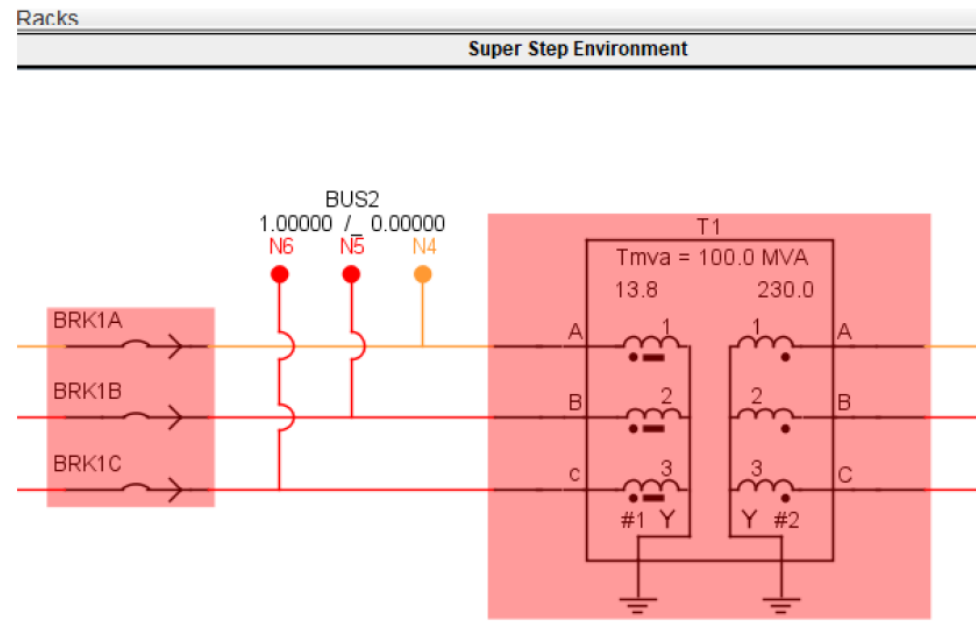 Racks
Super Step Environment
BUS2
1.00000 /_ 0.00000
N6 N5 N4
T1
Tmva = 100.0 MVA
13.8 230.0
BRK1A
A 1 1 A
BRK1B
B 2 2 B
BRK1C
c 3 3 C
#1 Y Y #2